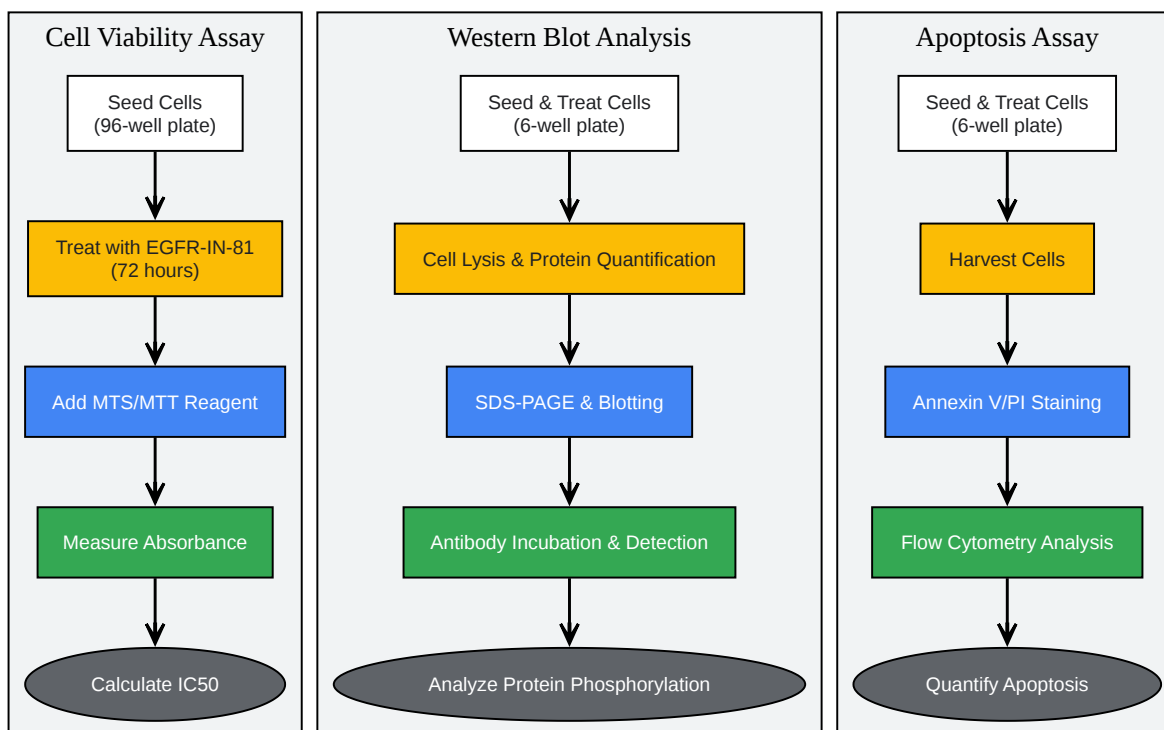 Cell Viability Assay
Seed Cells
(96-well plate)
Treat with EGFR-IN-81
(72 hours)
Add MTS/MTT Reagent
Measure Absorbance
Calculate IC50
Western Blot Analysis
Seed & Treat Cells
(6-well plate)
Cell Lysis & Protein Quantification
SDS-PAGE & Blotting
Antibody Incubation & Detection
Analyze Protein Phosphorylation
Apoptosis Assay
Seed & Treat Cells
(6-well plate)
Harvest Cells
Annexin V/PI Staining
Flow Cytometry Analysis
Quantify Apoptosis